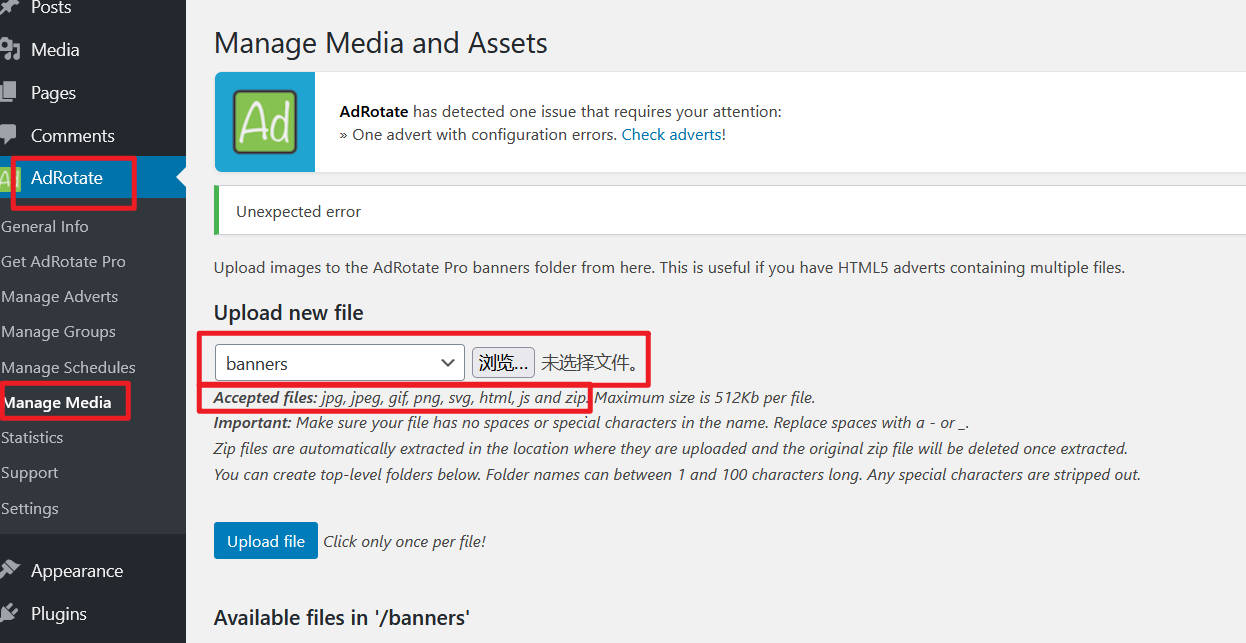 Posts
Media
Pages
Comments
AdRotate
General Info
Get AdRotate Pro
Manage Adverts
Manage Groups
Manage Schedules
Manage Media
Statistics
Support
Settings
Appearance
Plugins
Manage Media and Assets
Ad
AdRotate has detected one issue that requires your attention:
» One advert with configuration errors. Check adverts!
Unexpected error
Upload images to the AdRotate Pro banners folder from here. This is useful if you have HTML5 adverts containing multiple files.
Upload new file
banners 浏览... 未选择文件。
Accepted files: jpg, jpeg, gif, png, svg, html, js and zip. Maximum size is 512Kb per file.
Important: Make sure your file has no spaces or special characters in the name. Replace spaces with a - or _.
Zip files are automatically extracted in the location where they are uploaded and the original zip file will be deleted once extracted.
You can create top-level folders below. Folder names can between 1 and 100 characters long. Any special characters are stripped out.
Upload file Click only once per file!
Available files in '/banners'